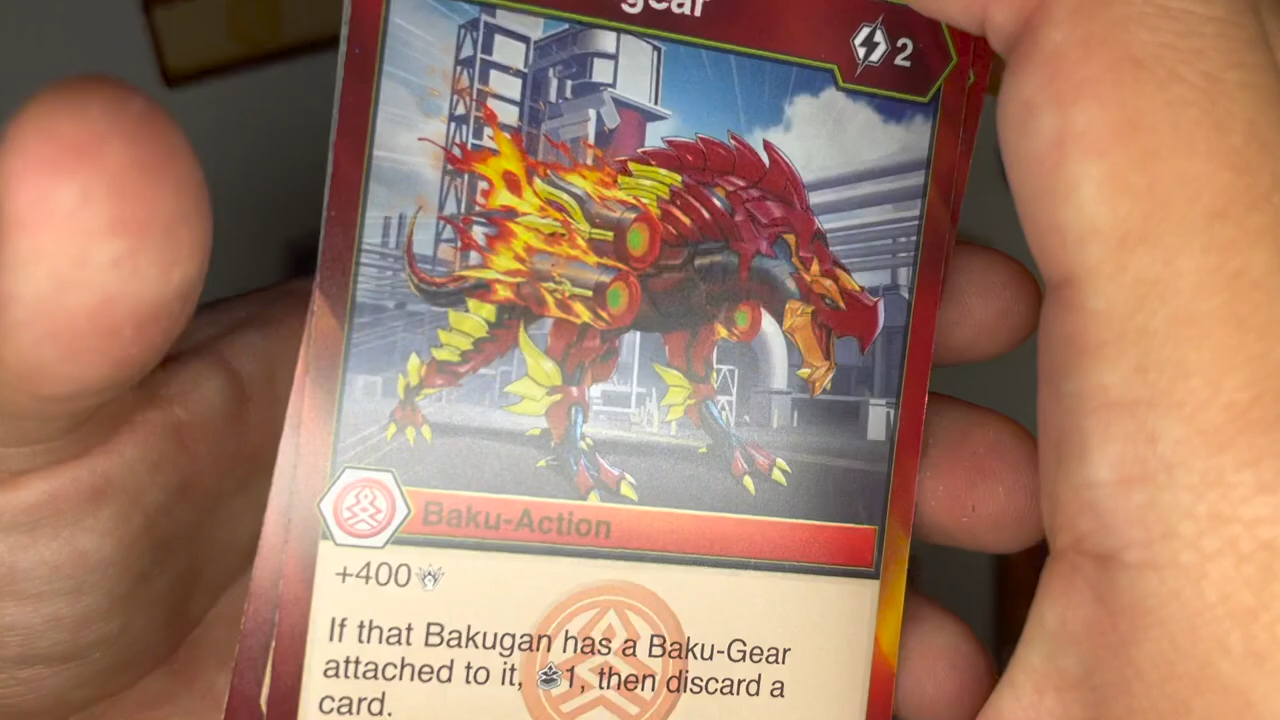 gear
2
Baku-Action
+400
If that Bakugan has a Baku-Gear
attached to it, 1, then discard a
card.